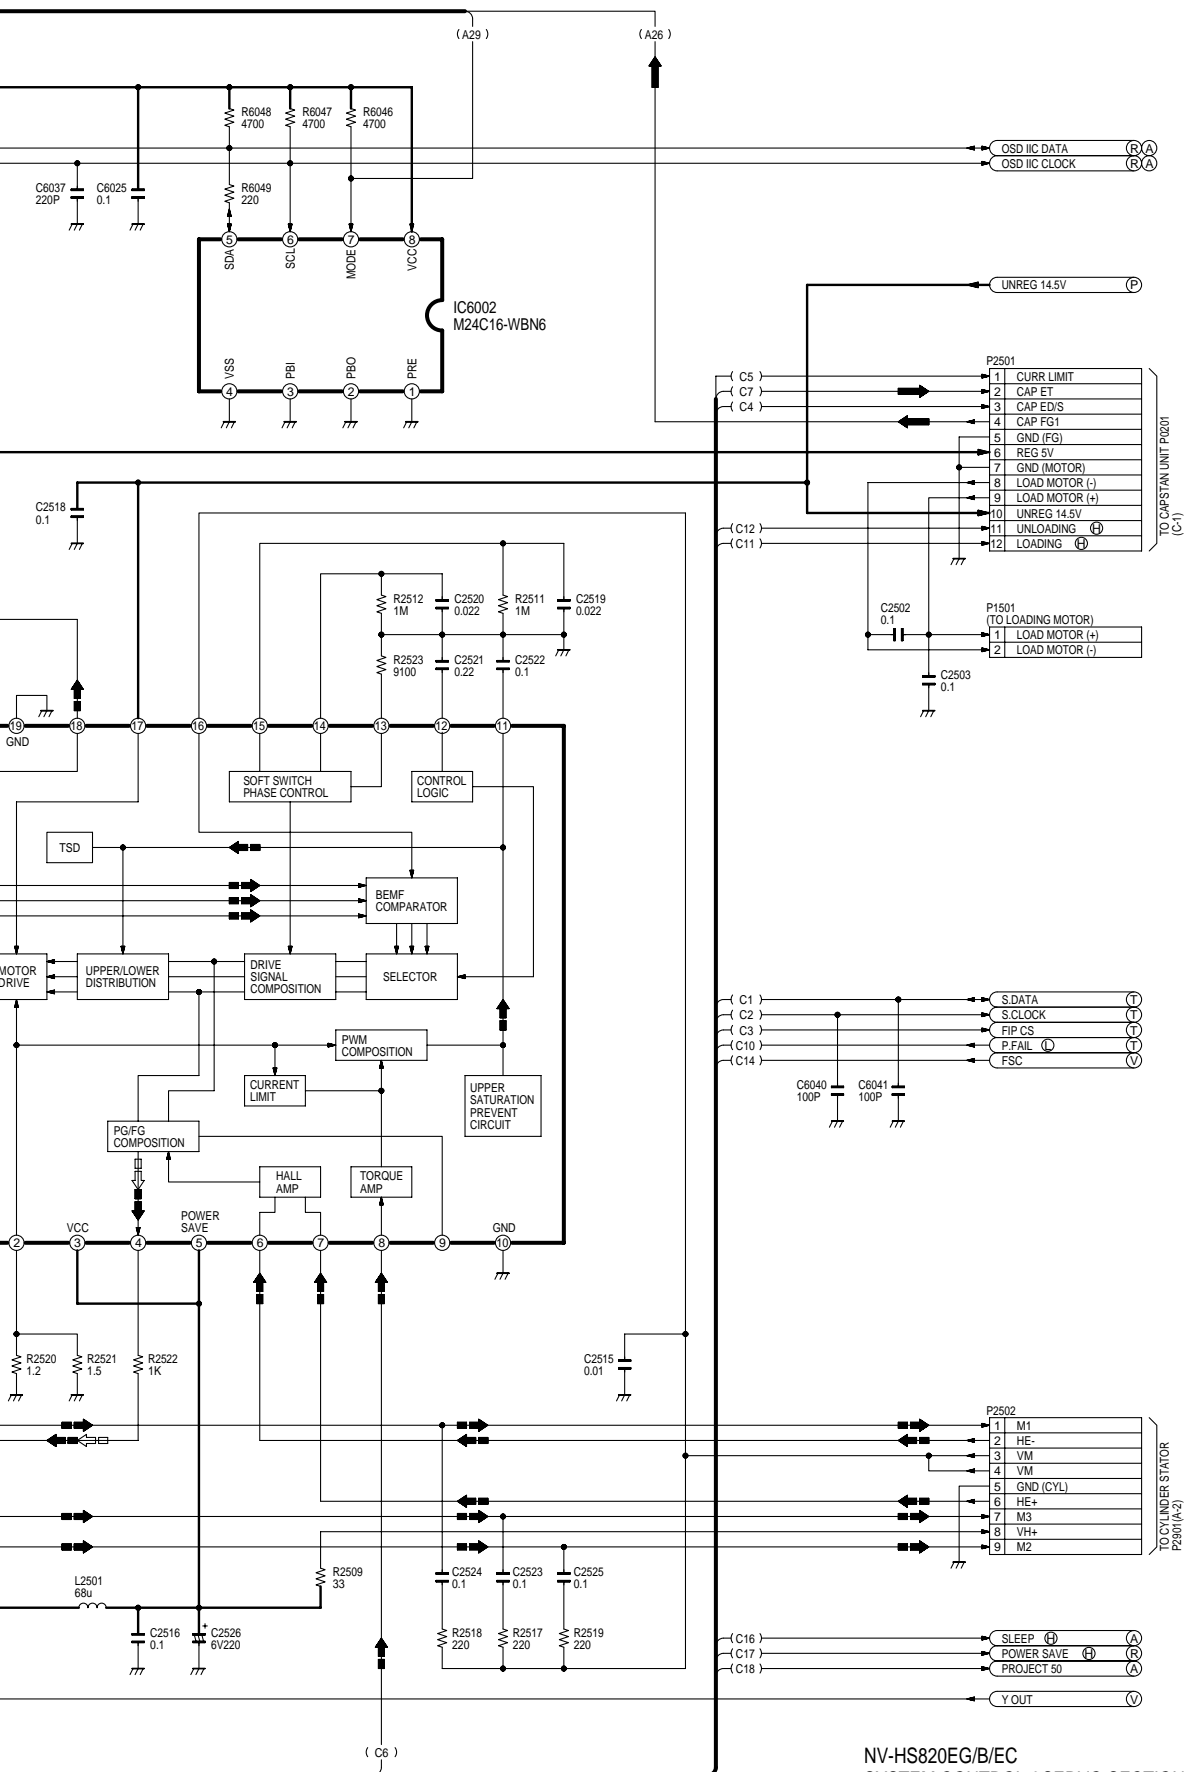 ( A29 )
( A26 )
R6048
4700
R6047
4700
R6046
4700
OSD IIC DATA R A
OSD IIC CLOCK R A
C6037
220P
C6025
0.1
R6049
220
5 6 7 8
SDA
SCL
MODE
VCC
UNREG 14.5V P
IC6002
M24C16-WBN6
VSS
PBI
PBO
PRE
4 3 2 1
P2501
( C5 ) 1 CURR LIMIT
( C7 ) 2 CAP ET
( C4 ) 3 CAP ED/S
4 CAP FG1
5 GND (FG)
6 REG 5V
7 GND (MOTOR)
8 LOAD MOTOR (-)
9 LOAD MOTOR (+)
10 UNREG 14.5V
( C12 ) 11 UNLOADING H
( C11 ) 12 LOADING H
TO CAPSTAN UNIT P0201
(C-1)
C2518
0.1
R2512
1M
C2520
0.022
R2511
1M
C2519
0.022
C2502
0.1
P1501
(TO LOADING MOTOR)
1 LOAD MOTOR (+)
2 LOAD MOTOR (-)
R2523
9100
C2521
0.22
C2522
0.1
C2503
0.1
19 18 17 16 15 14 13 12 11
GND
SOFT SWITCH
PHASE CONTROL
CONTROL
LOGIC
TSD
BEMF
COMPARATOR
MOTOR
DRIVE
UPPER/LOWER
DISTRIBUTION
DRIVE
SIGNAL
COMPOSITION
SELECTOR
( C1 ) S.DATA T
( C2 ) S.CLOCK T
( C3 ) FIP CS T
( C10 ) P.FAIL L T
( C14 ) FSC V
PWM
COMPOSITION
CURRENT
LIMIT
UPPER
SATURATION
PREVENT
CIRCUIT
C6040
100P
C6041
100P
PG/FG
COMPOSITION
HALL
AMP
TORQUE
AMP
VCC
POWER
SAVE
GND
2 3 4 5 6 7 8 9 10
R2520
1.2
R2521
1.5
R2522
1K
C2515
0.01
P2502
1 M1
2 HE-
3 VM
4 VM
5 GND (CYL)
6 HE+
7 M3
8 VH+
9 M2
TO CYLINDER STATOR
P2901(A-2)
L2501
68u
R2509
33
C2524
0.1
C2523
0.1
C2525
0.1
C2516
0.1
+
C2526
6V220
R2518
220
R2517
220
R2519
220
( C16 ) SLEEP H A
( C17 ) POWER SAVE H R
( C18 ) PROJECT 50 A
Y OUT V
( C6 )
NV-HS820EG/B/EC